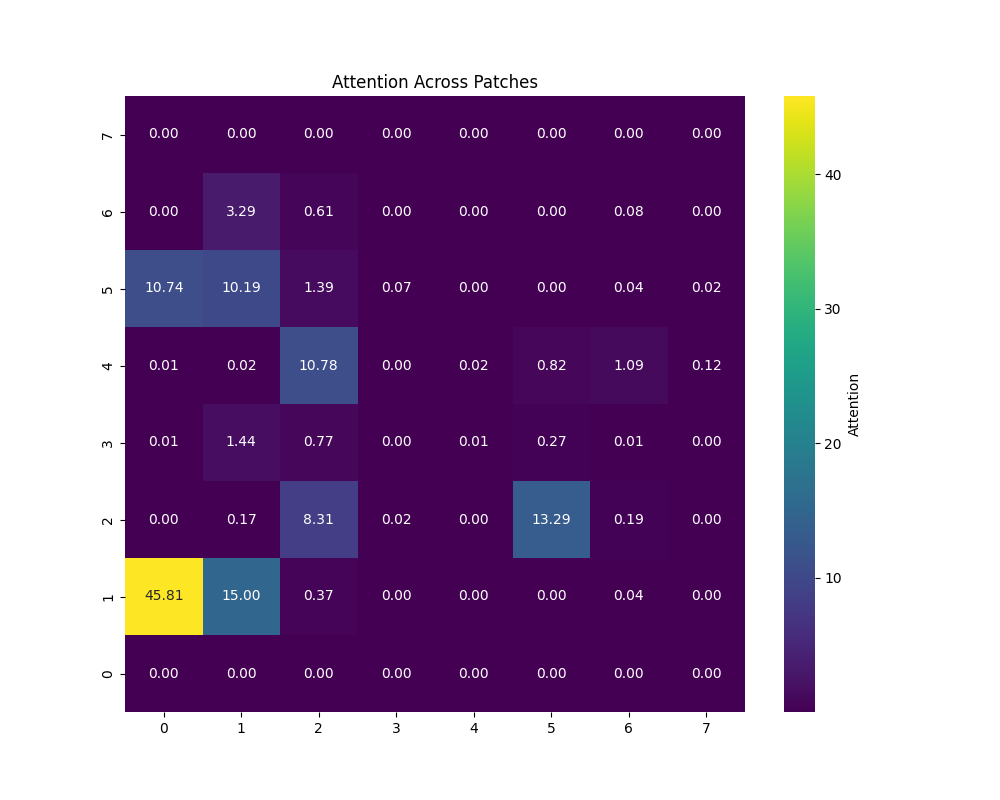 Attention Across Patches
7 0.00 0.00 0.00 0.00 0.00 0.00 0.00 0.00
6 0.00 3.29 0.61 0.00 0.00 0.00 0.08 0.00
5 10.74 10.19 1.39 0.07 0.00 0.00 0.04 0.02
4 0.01 0.02 10.78 0.00 0.02 0.82 1.09 0.12
3 0.01 1.44 0.77 0.00 0.01 0.27 0.01 0.00
2 0.00 0.17 8.31 0.02 0.00 13.29 0.19 0.00
1 45.81 15.00 0.37 0.00 0.00 0.00 0.04 0.00
0 0.00 0.00 0.00 0.00 0.00 0.00 0.00 0.00
0 1 2 3 4 5 6 7
40
30
20
10
Attention